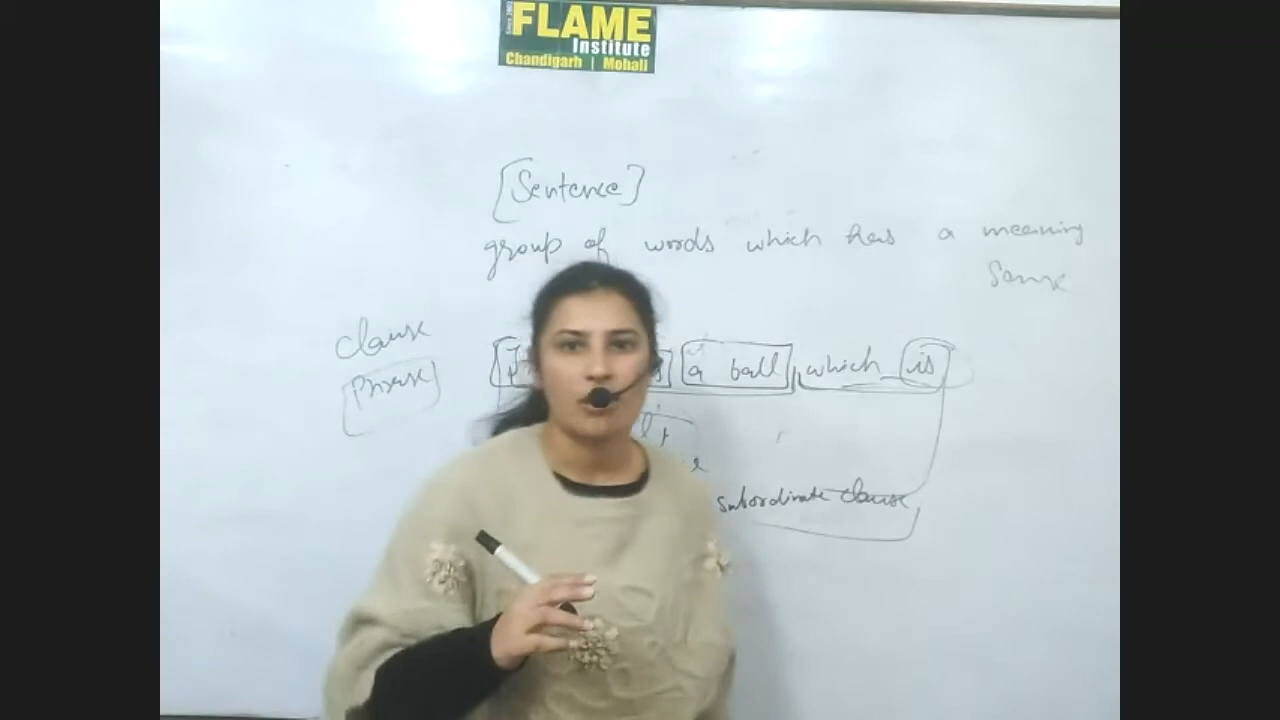 Since 2002
FLAME
Institute
Chandigarh | Mohali
[Sentence]
group of words which has a meaning
Sense
clause
Phrase
a ball, which is
subordinate clause